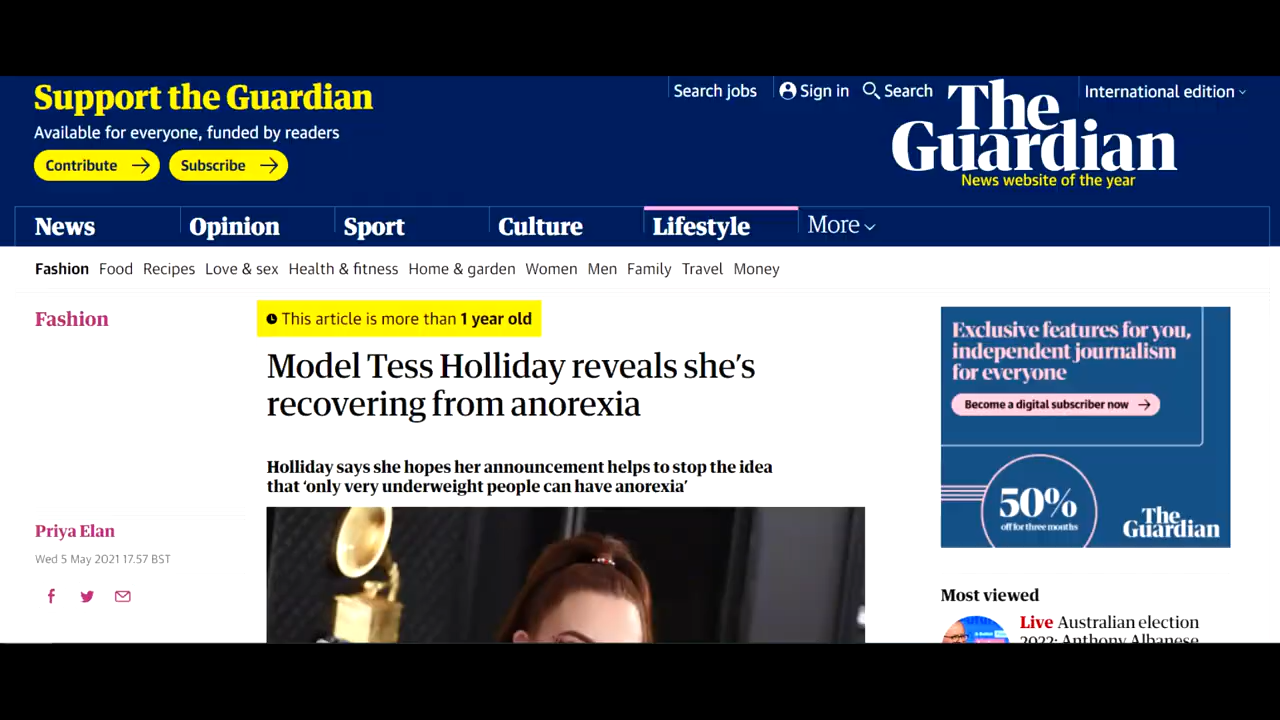 Support the Guardian
Available for everyone, funded by readers
Contribute
Subscribe
Search jobs
Sign in
Search
International edition
The
Guardian
News website of the year
News
Opinion
Sport
Culture
Lifestyle
More
Fashion Food Recipes Love & sex Health & fitness Home & garden Women Men Family Travel Money
Fashion
This article is more than 1 year old
Model Tess Holliday reveals she's
recovering from anorexia
Holliday says she hopes her announcement helps to stop the idea
that ‘only very underweight people can have anorexia’
Priya Elan
Wed 5 May 2021 17.57 BST
Exclusive features for you,
independent journalism
for everyone
Become a digital subscriber now
50%
off for three months
The
Guardian
Most viewed
Live Australian election
2022: Anthony Albanese